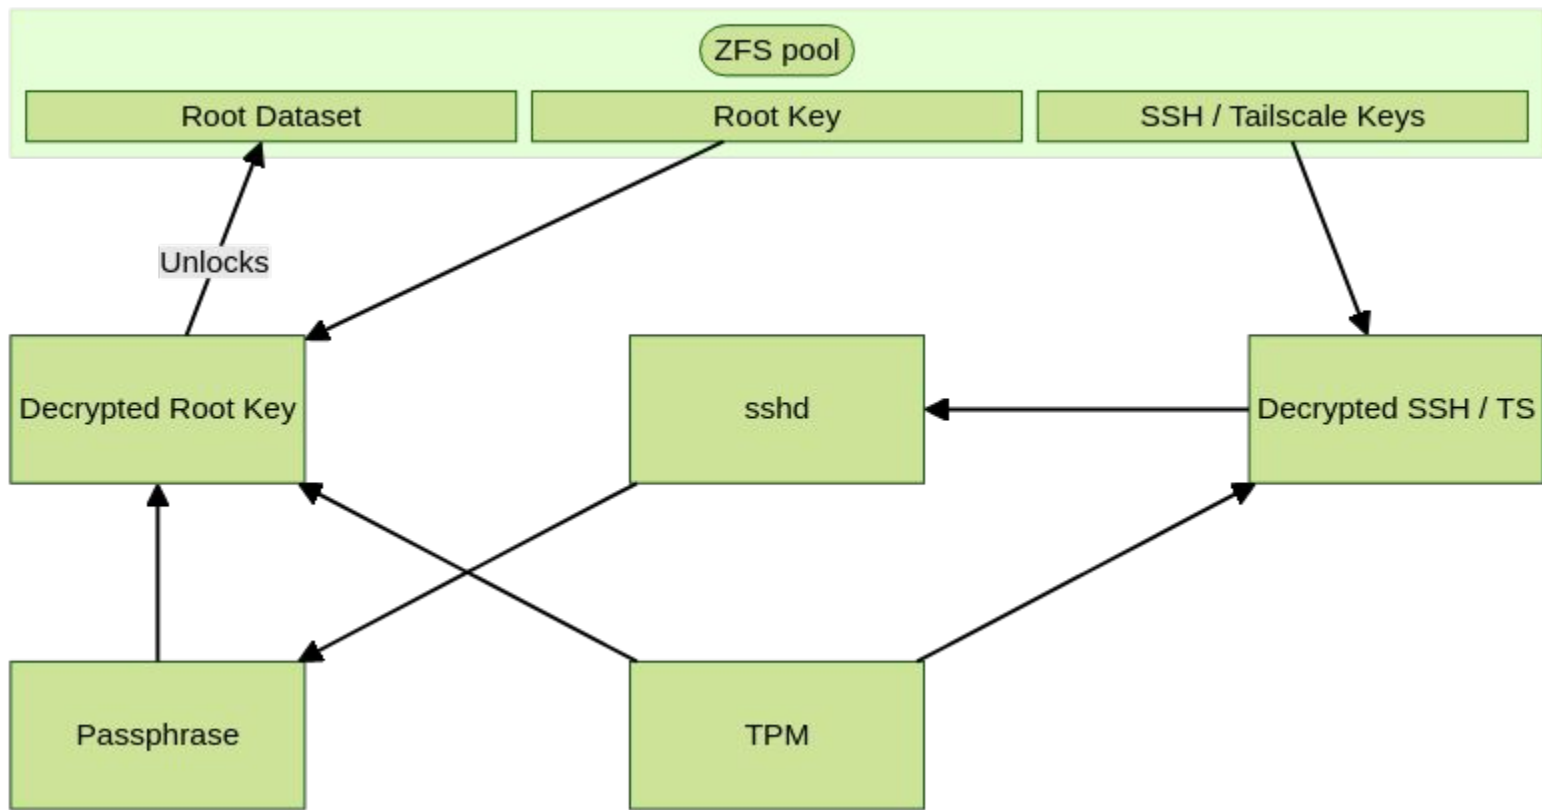 ZFS pool
Root Dataset
Root Key
SSH / Tailscale Keys
Unlocks
Decrypted Root Key
sshd
Decrypted SSH / TS
Passphrase
TPM